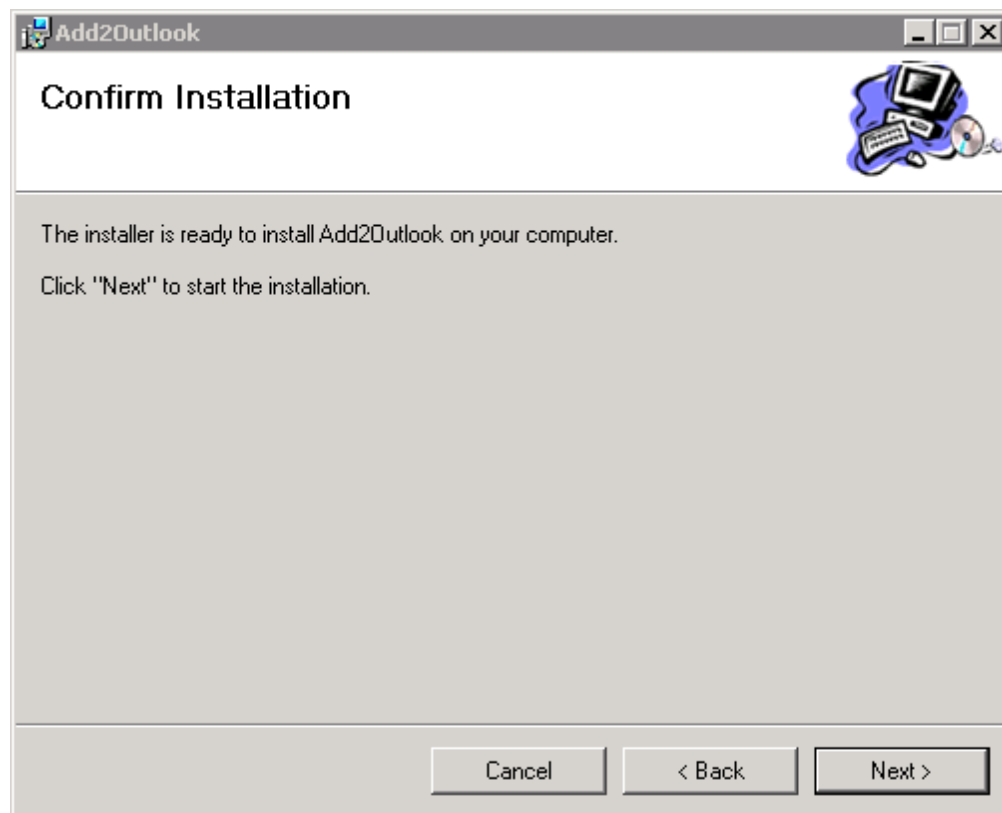 Add2Outlook
Confirm Installation
The installer is ready to install Add2Outlook on your computer.
Click "Next" to start the installation.
Cancel
< Back
Next >